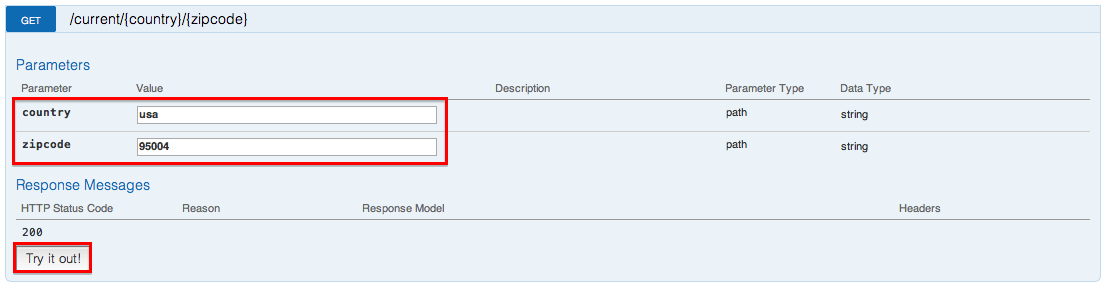 GET /current/{country}/{zipcode}
Parameters
Parameter Value Description Parameter Type Data Type
country usa path string
zipcode 95004 path string
Response Messages
HTTP Status Code Reason Response Model Headers
200
Try it out!